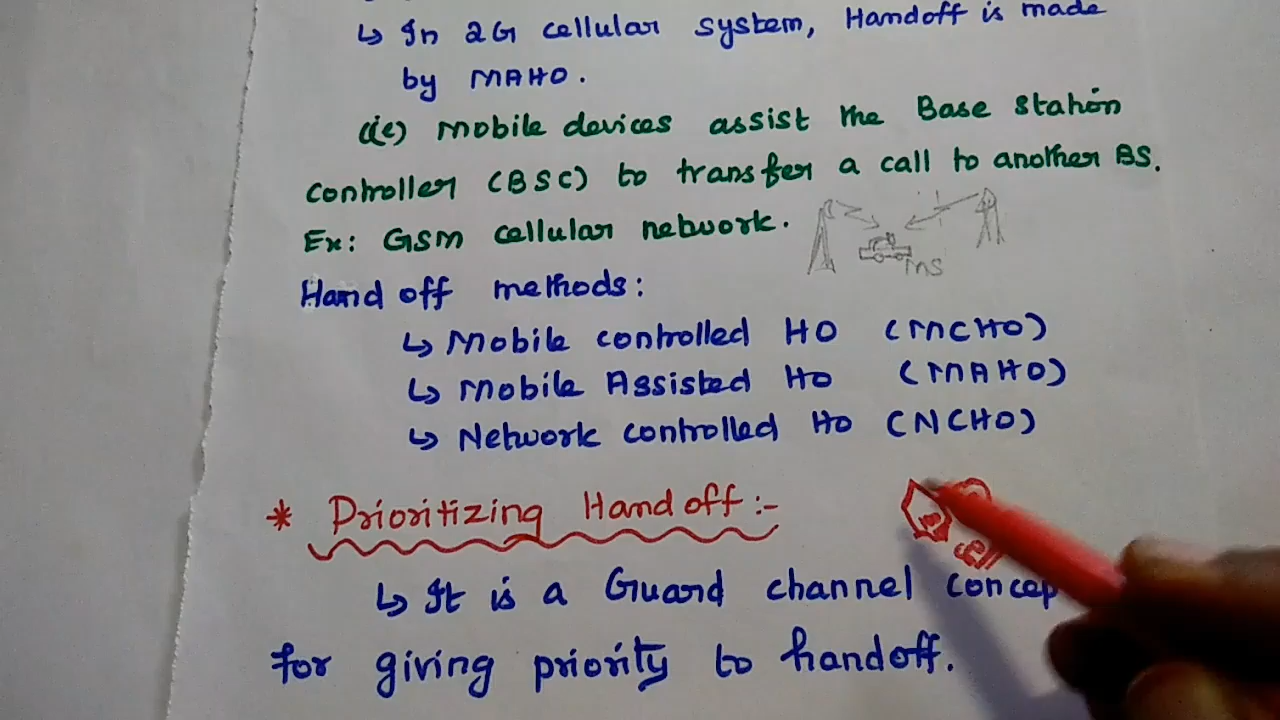 ↳ In 2G cellular system, Handoff is made
by MAHO.
(ie) Mobile devices assist the Base Station
controller (BSC) to transfer a call to another BS.
Ex: GSM cellular network.
MS
Hand off methods:
↳ Mobile controlled HO (MCHO)
↳ Mobile Assisted HO (MAHO)
↳ Network controlled HO (NCHO)
* Prioritizing Handoff:-
↳ It is a Guard channel concep
for giving priority to handoff.